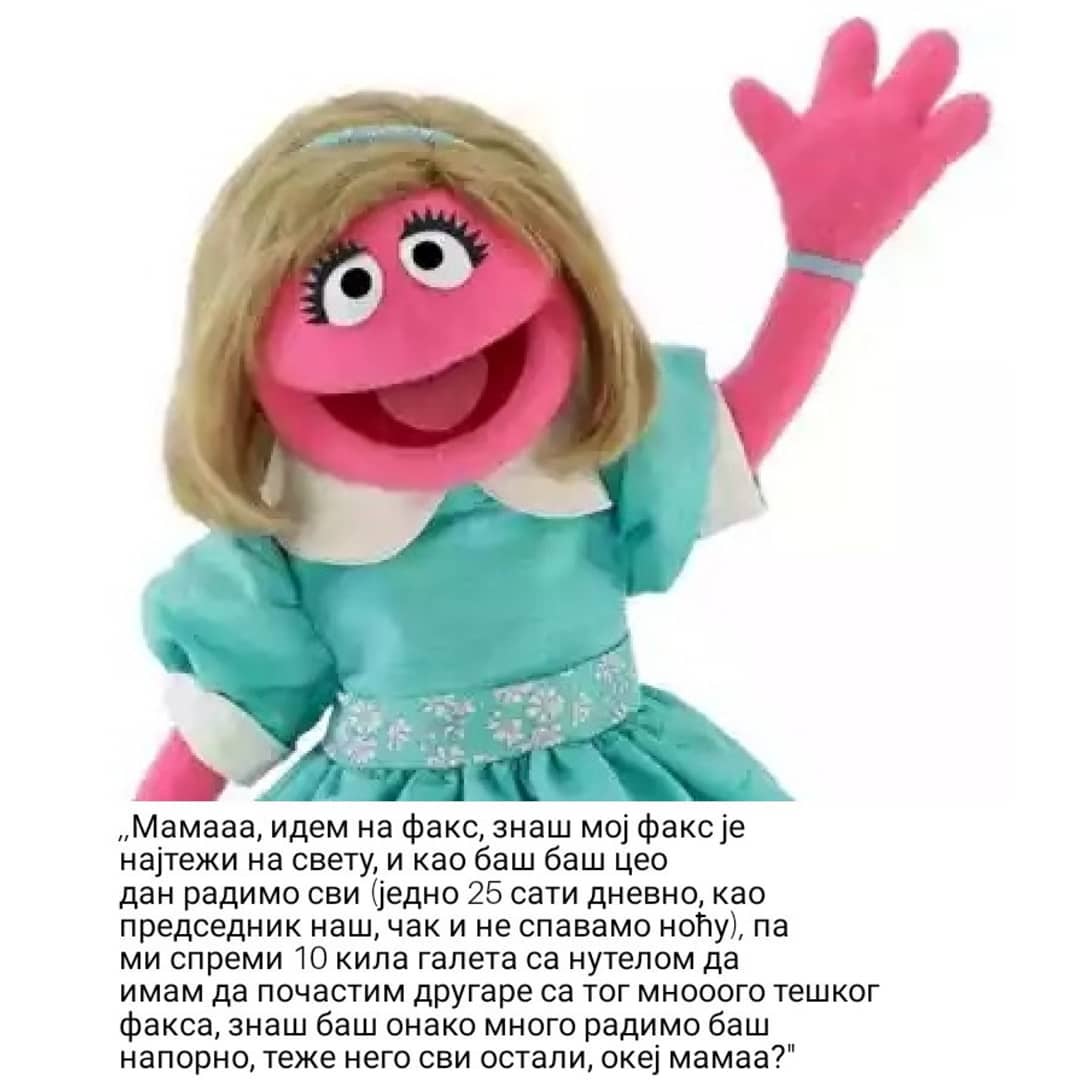 „Мамааа, идем на факс, знаш мој факс је
најтежи на свету, и као баш баш цео
дан радимо сви (једно 25 сати дневно, као
председник наш, чак и не спавамо ноћу), па
ми спреми 10 кила галета са нутелом да
имам да почастим другаре са тог мнооого тешког
факса, знаш баш онако много радимо баш
напорно, теже него сви остали, океј мамаа?"